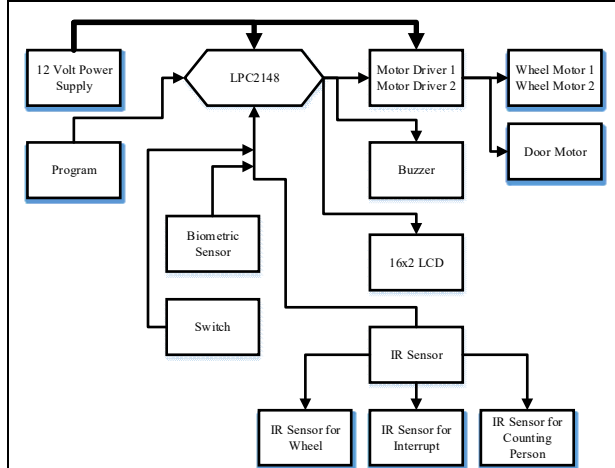 12 Volt Power
Supply
LPC2148
Motor Driver 1
Motor Driver 2
Wheel Motor 1
Wheel Motor 2
Program
Buzzer
Door Motor
Biometric
Sensor
16x2 LCD
Switch
IR Sensor
IR Sensor for
Wheel
IR Sensor for
Interrupt
IR Sensor for
Counting
Person